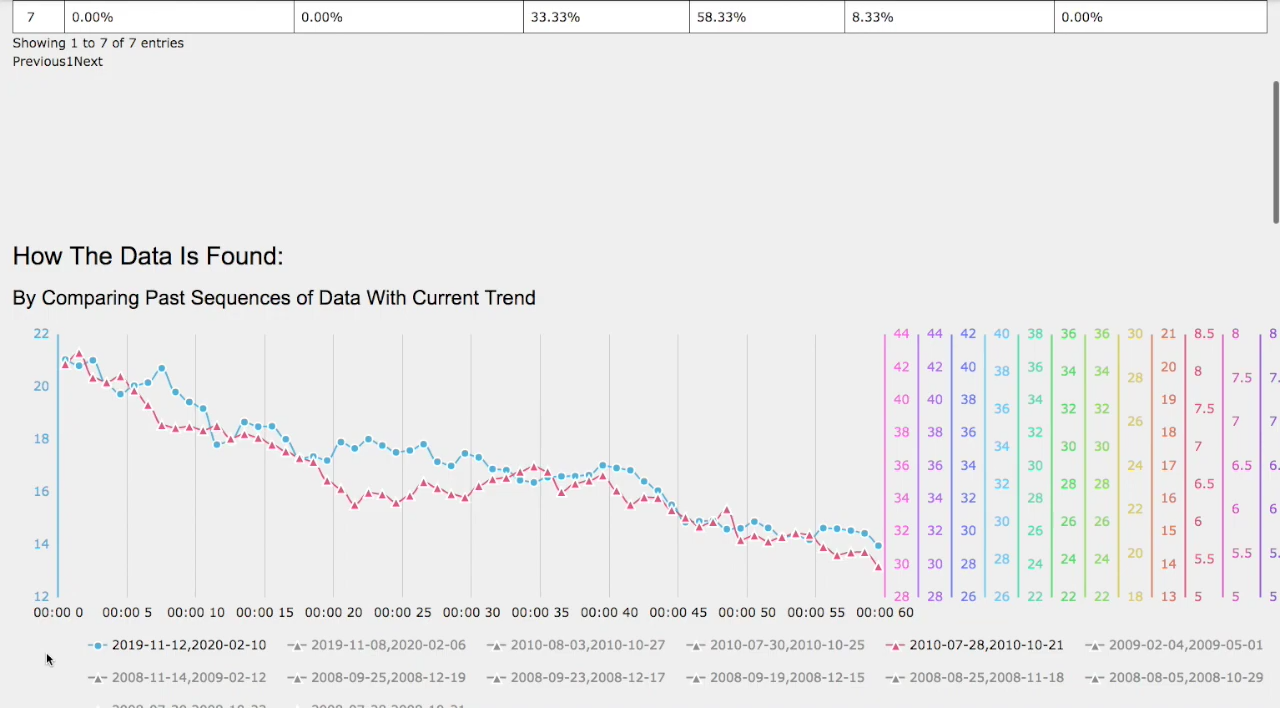 7 0.00% 0.00% 33.33% 58.33% 8.33% 0.00%
Showing 1 to 7 of 7 entries
Previous1Next
How The Data Is Found:
By Comparing Past Sequences of Data With Current Trend
22 44 44 42 40 38 36 36 30 21 8.5 8 8
42 42 40 38 36 34 34 28 20 8 7.5 7.
20 40 40 38 36 34 32 32 26 19 7.5 7 7
18 38 38 36 34 32 30 30 24 18 7 6.5 6.
16 36 36 34 32 30 28 28 22 17 6.5 6 6
34 34 32 30 28 26 26 20 16 6 5.5 5.
14 32 32 30 28 26 24 24 18 15 5.5 5 5
30 30 28 26 24 22 22 14 5
12 28 28 26 22 13
00:00 0 00:00 5 00:00 10 00:00 15 00:00 20 00:00 25 00:00 30 00:00 35 00:00 40 00:00 45 00:00 50 00:00 55 00:00 60
2019-11-12,2020-02-10 2019-11-08,2020-02-06 2010-08-03,2010-10-27 2010-07-30,2010-10-25 2010-07-28,2010-10-21 2009-02-04,2009-05-01
2008-11-14,2009-02-12 2008-09-25,2008-12-19 2008-09-23,2008-12-17 2008-09-19,2008-12-15 2008-08-25,2008-11-18 2008-08-05,2008-10-29